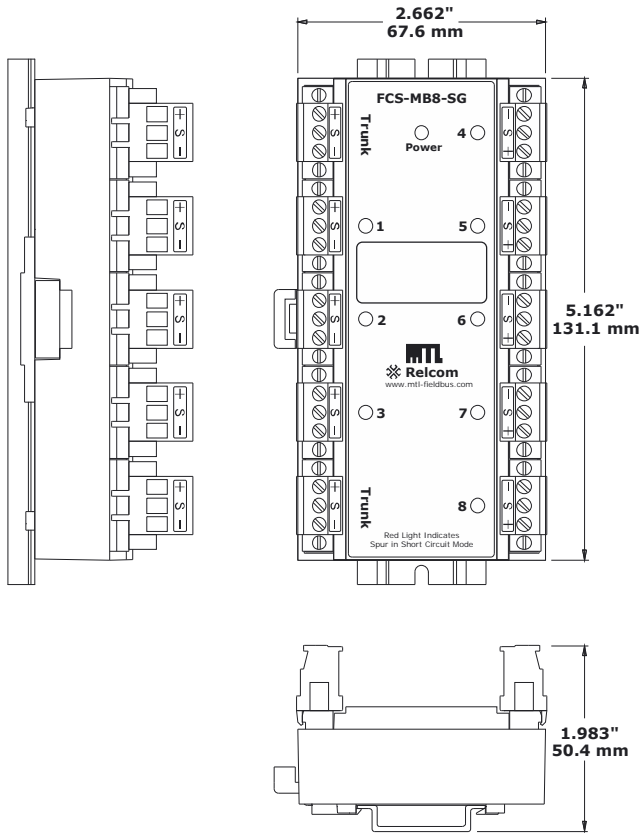 2.662"
67.6 mm
FCS-MB8-SG
Trunk
Power
4
1
5
2
6
MTL
Relcom
www.mtl-fieldbus.com
3
7
Trunk
8
Red Light Indicates
Spur in Short Circuit Mode
+ S -
+ S -
+ S -
+ S -
+ S -
+ S -
+ S -
+ S -
+ S -
+ S -
- S +
- S +
- S +
- S +
- S +
5.162"
131.1 mm
1.983"
50.4 mm